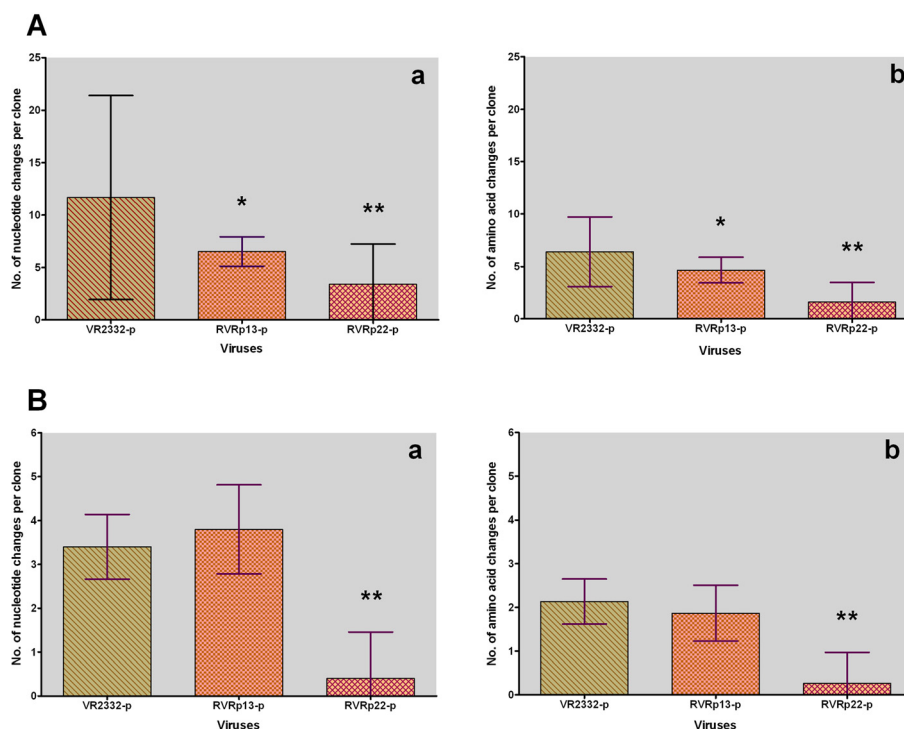 A
a
No. of nucleotide changes per clone
25
20
15
10
5
0
*
**
VR2332-p RVRp13-p RVRp22-p
Viruses
b
No. of amino acid changes per clone
25
20
15
10
5
0
*
**
VR2332-p RVRp13-p RVRp22-p
Viruses
B
a
No. of nucleotide changes per clone
6
5
4
3
2
1
0
**
VR2332-p RVRp13-p RVRp22-p
Viruses
b
No. of amino acid changes per clone
6
5
4
3
2
1
0
**
VR2332-p RVRp13-p RVRp22-p
Viruses